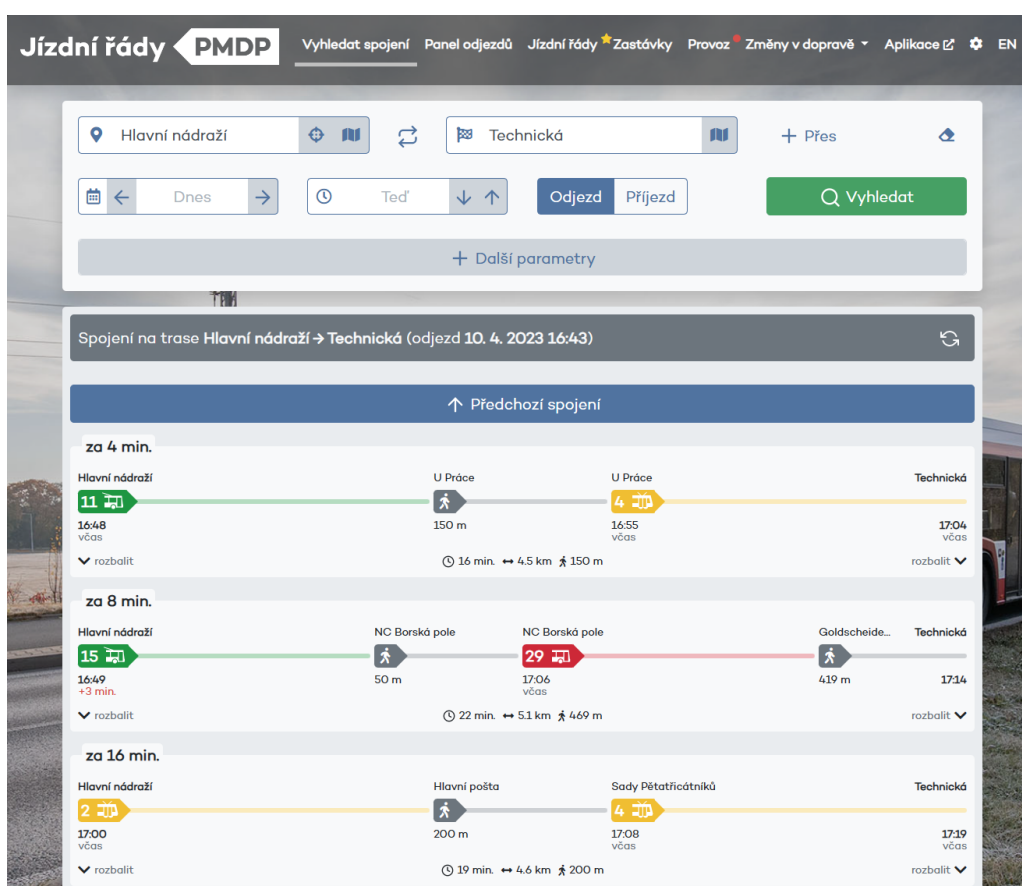 Jízdní řády PMDP Vyhledat spojení Panel odjezdů Jízdní řády Zastávky Provoz Změny v dopravě Aplikace EN
Hlavní nádraží Technická + Přes
Dnes Teď Odjezd Příjezd Vyhledat
+ Další parametry
Spojení na trase Hlavní nádraží → Technická (odjezd 10. 4. 2023 16:43)
↑ Předchozí spojení
za 4 min.
Hlavní nádraží U Práce U Práce Technická
11 4
16:48 150 m 16:55 17:04
včas včas včas
rozbalit 16 min. ↔ 4.5 km 150 m rozbalit
za 8 min.
Hlavní nádraží NC Borská pole NC Borská pole Goldscheide... Technická
15 29
16:49 50 m 17:06 419 m 17:14
+3 min. včas
rozbalit 22 min. ↔ 5.1 km 469 m rozbalit
za 16 min.
Hlavní nádraží Hlavní pošta Sady Pětatřicátníků Technická
2 4
17:00 200 m 17:08 17:19
včas včas včas
rozbalit 19 min. ↔ 4.6 km 200 m rozbalit